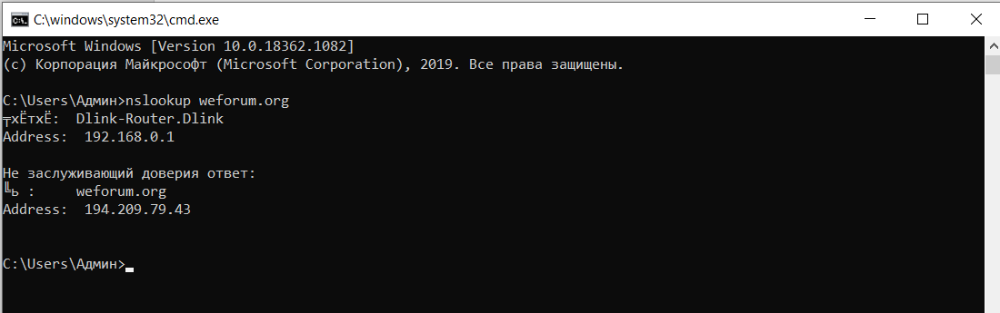 C:\windows\system32\cmd.exe
Microsoft Windows [Version 10.0.18362.1082]
(c) Корпорация Майкрософт (Microsoft Corporation), 2019. Все права защищены.
C:\Users\Админ>nslookup weforum.org
╤хЁтхЁ:  Dlink-Router.Dlink
Address:  192.168.0.1
Не заслуживающий доверия ответ:
╚ь :     weforum.org
Address:  194.209.79.43
C:\Users\Админ>